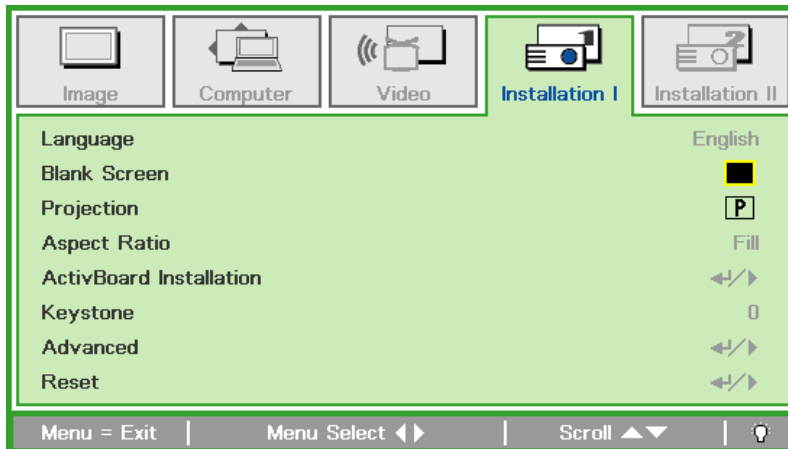 Image Computer Video Installation I Installation II
Language English
Blank Screen
Projection P
Aspect Ratio Fill
ActivBoard Installation
Keystone 0
Advanced
Reset
Menu = Exit Menu Select Scroll